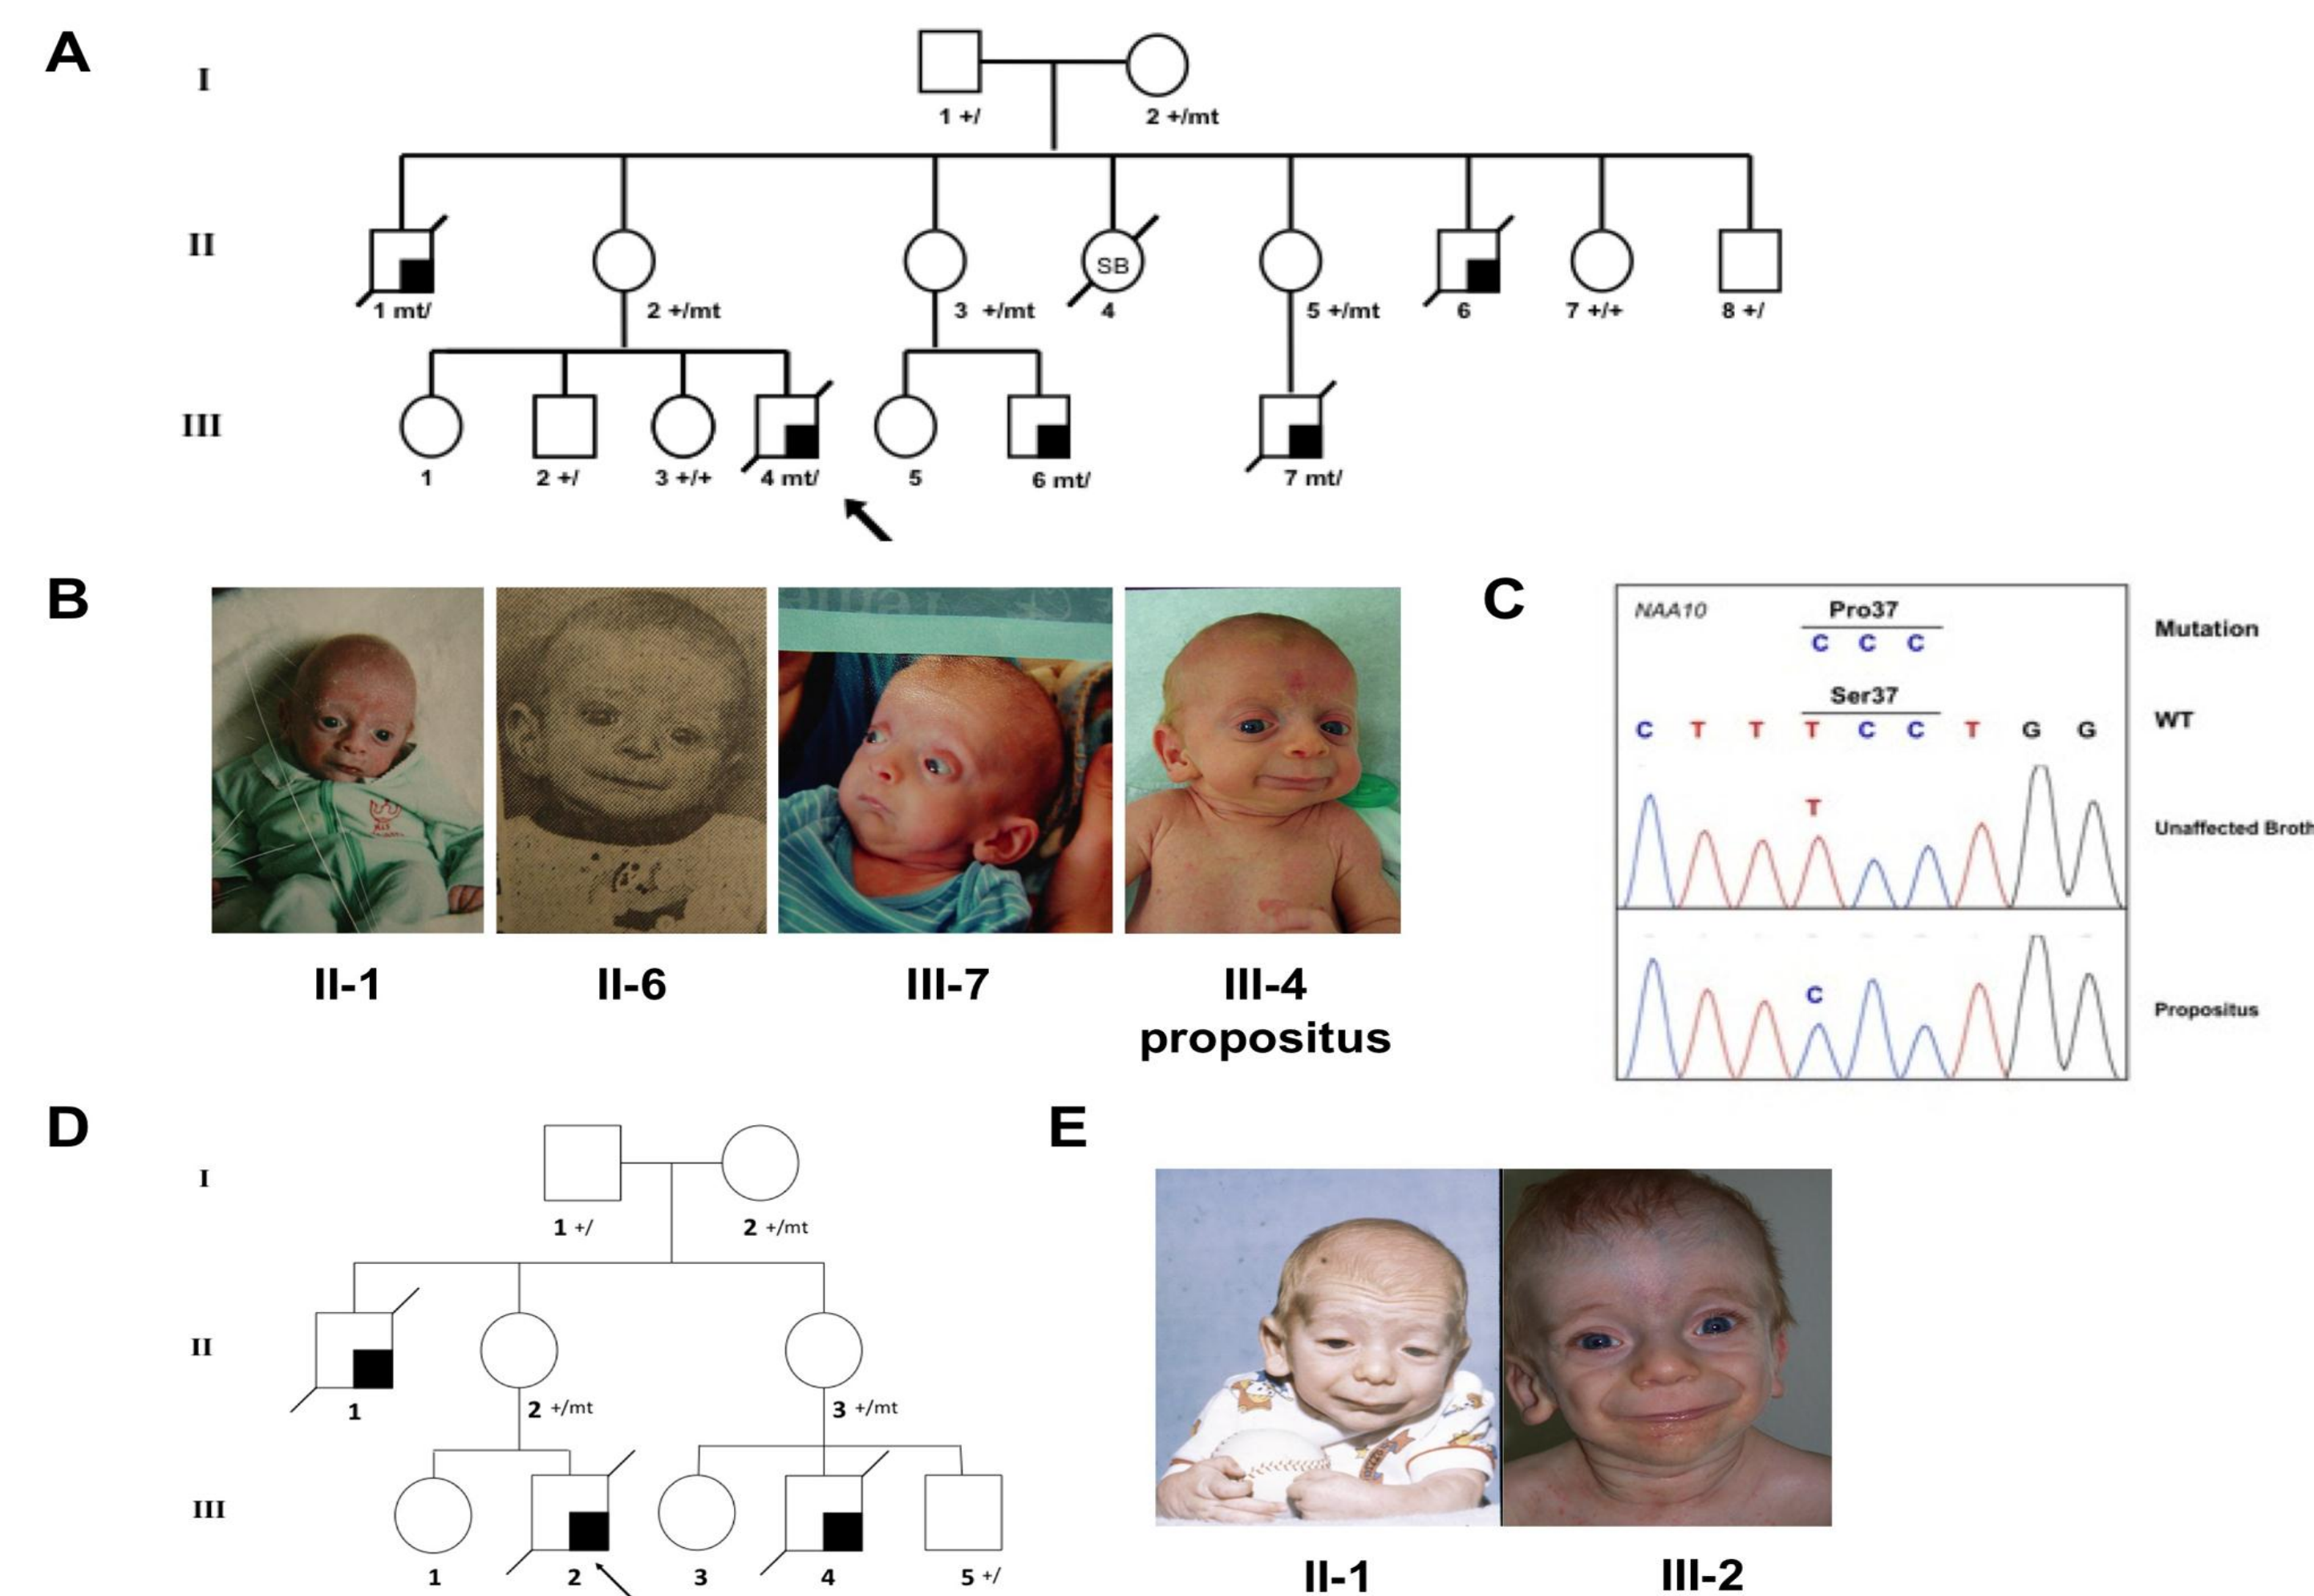 A
I
1 +/
2 +/mt
II
SB
1 mt/
2 +/mt
3 +/mt
4
5 +/mt
6
7 +/+
8 +/
III
1
2 +/
3 +/+
4 mt/
5
6 mt/
7 mt/
B
II-1
II-6
III-7
III-4
propositus
C
NAA10
Pro37
Mutation
C C C
Ser37
WT
C T T T C C T G G
T
Unaffected Broth
C
Propositus
D
I
1 +/
2 +/mt
II
1
2 +/mt
3 +/mt
III
1
2
3
4
5 +/
E
II-1
III-2